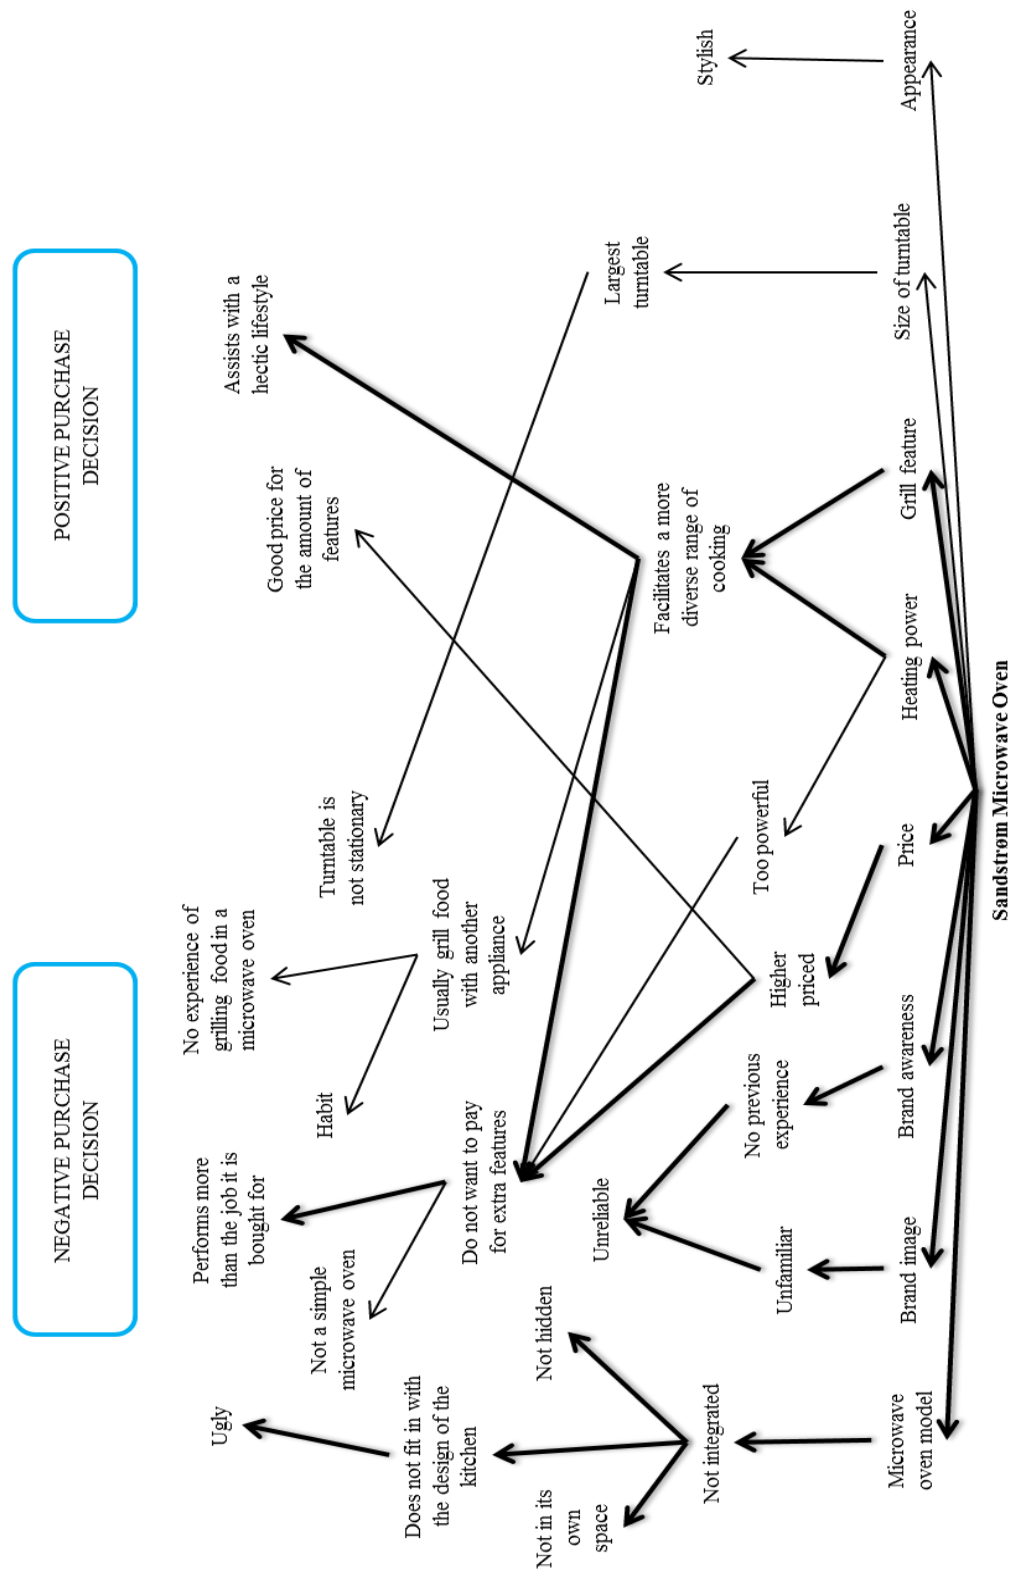 NEGATIVE PURCHASE
DECISION
POSITIVE PURCHASE
DECISION
Ugly
Performs more
than the job it is
bought for
No experience of
grilling food in a
microwave oven
Assists with a
hectic lifestyle
Not a simple
microwave oven
Habit
Turntable is
not stationary
Good price for
the amount of
features
Does not fit in with
the design of the
kitchen
Do not want to pay
for extra features
Usually grill food
with another
appliance
Not in its
own
space
Not hidden
Unreliable
Largest
turntable
Facilitates a more
diverse range of
cooking
Stylish
Not integrated
Unfamiliar
No previous
experience
Higher
priced
Too powerful
Microwave
oven model
Brand image
Brand awareness
Price
Heating power
Grill feature
Size of turntable
Appearance
Sandstrøm Microwave Oven